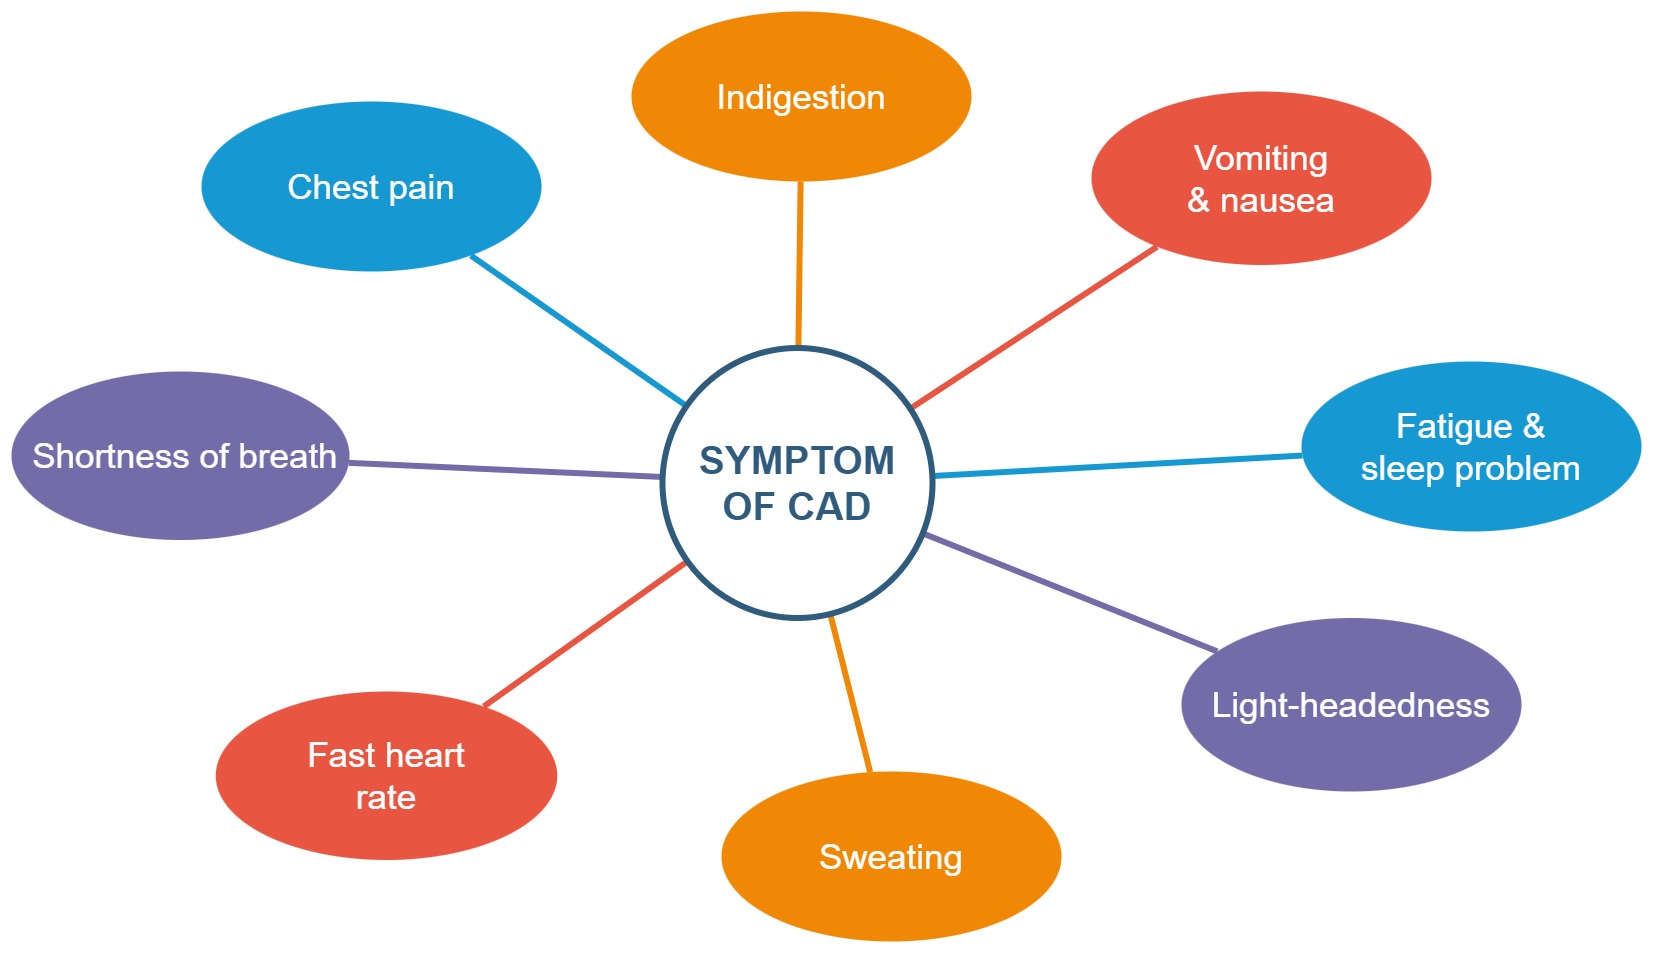 Indigestion
Vomiting
& nausea
Chest pain
Fatigue &
sleep problem
Shortness of breath
SYMPTOM
OF CAD
Light-headedness
Fast heart
rate
Sweating